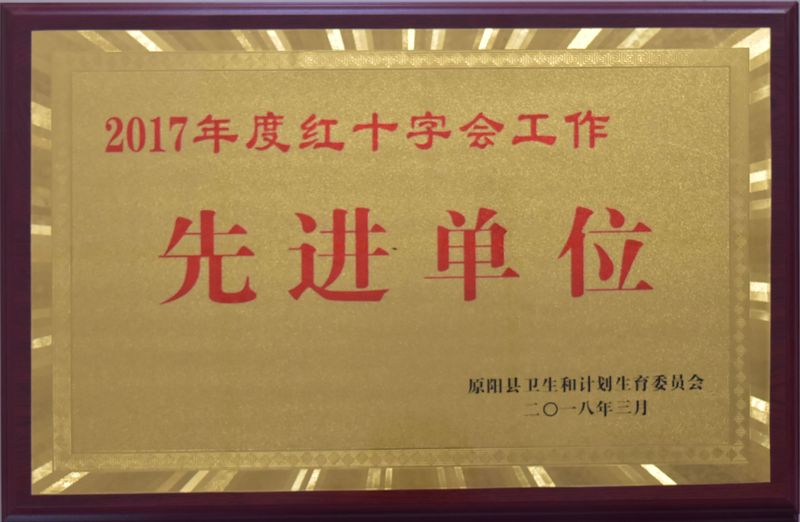 2017年度红十字会工作
先进单位
原阳县卫生和计划生育委员会
二〇一八年三月